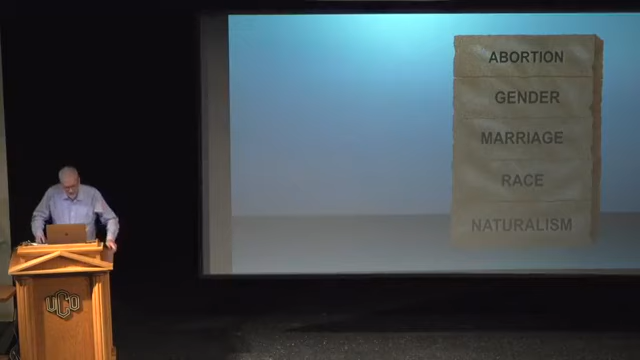 ABORTION
GENDER
MARRIAGE
RACE
NATURALISM
UCO